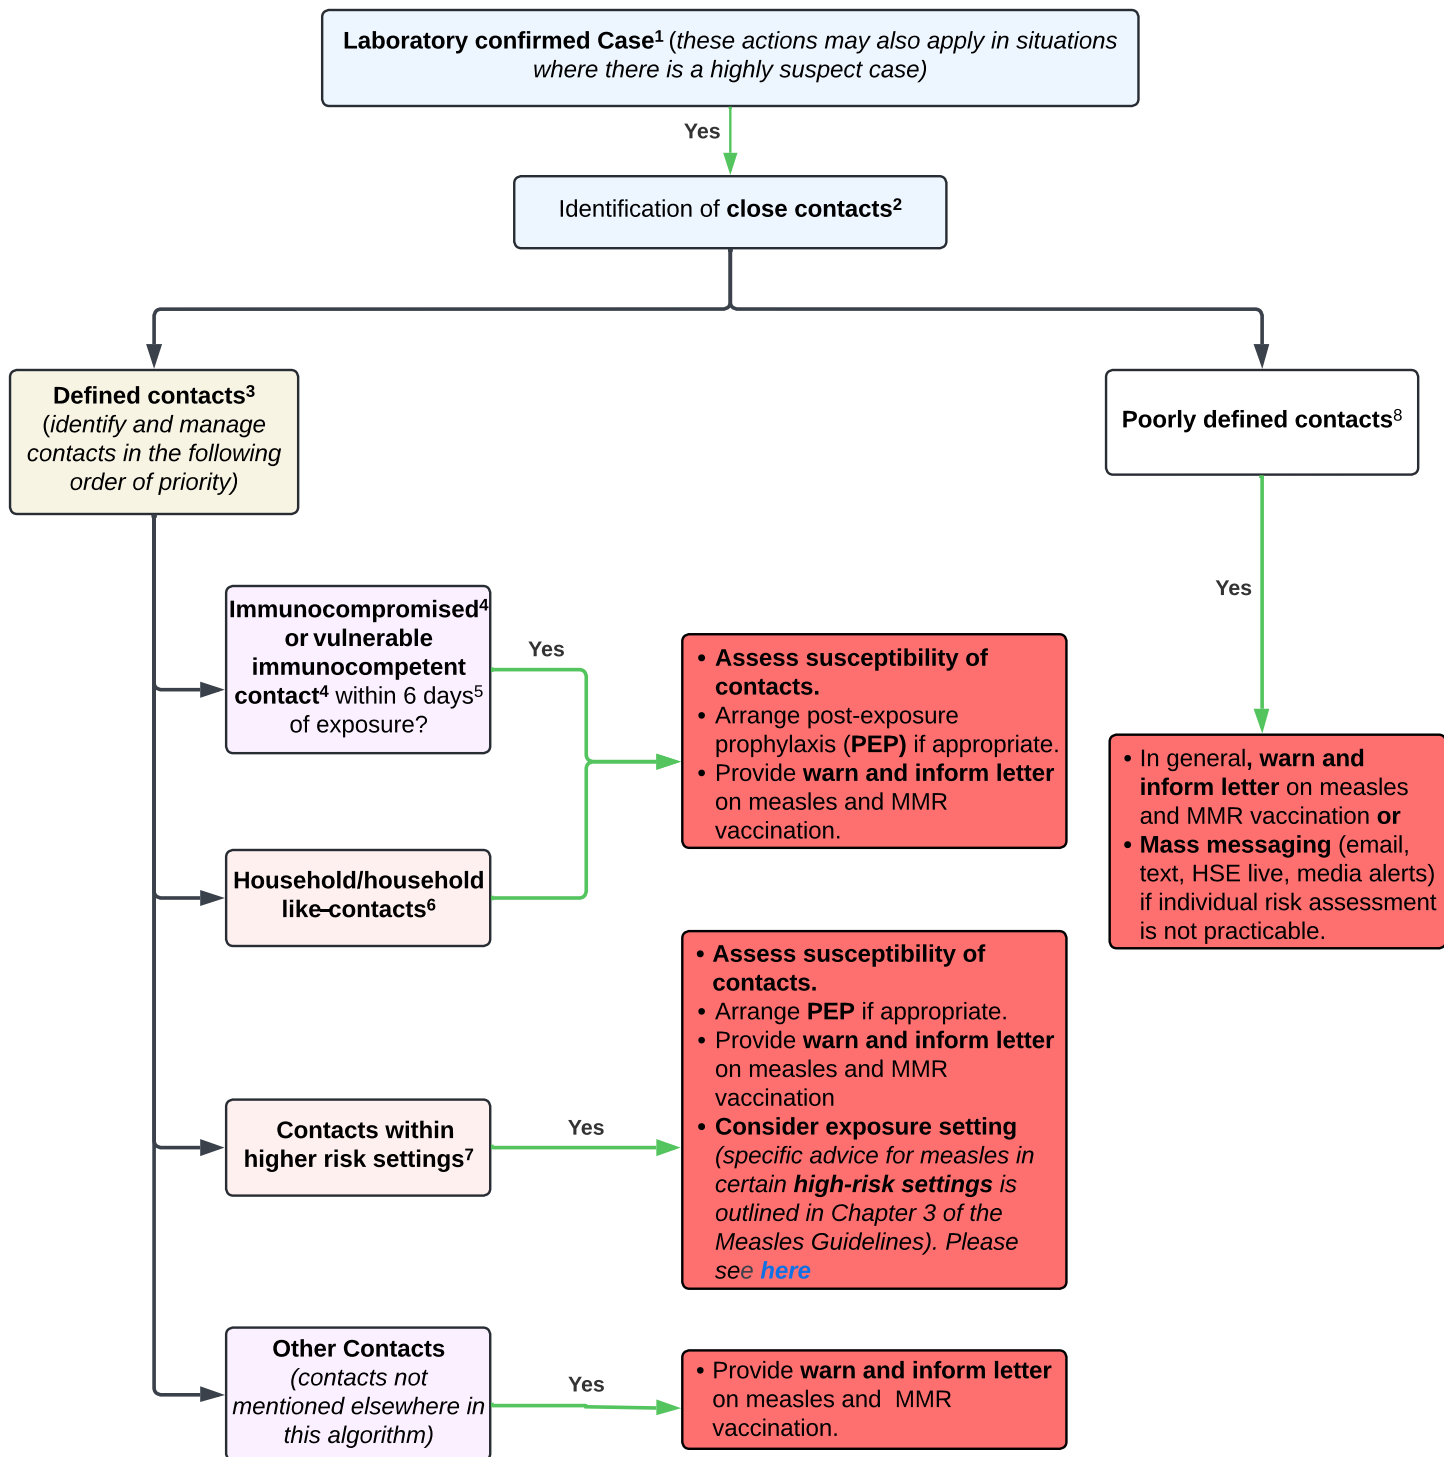 Laboratory confirmed Case¹ (these actions may also apply in situations
where there is a highly suspect case)
Yes
Identification of close contacts²
Defined contacts³
(identify and manage
contacts in the following
order of priority)
Poorly defined contacts⁸
Immunocompromised⁴
or vulnerable
immunocompetent
contact⁴ within 6 days⁵
of exposure?
Yes
• Assess susceptibility of
contacts.
• Arrange post-exposure
prophylaxis (PEP) if appropriate.
• Provide warn and inform letter
on measles and MMR
vaccination.
Yes
• In general, warn and
inform letter on measles
and MMR vaccination or
• Mass messaging (email,
text, HSE live, media alerts)
if individual risk assessment
is not practicable.
Household/household
like-contacts⁶
Contacts within
higher risk settings⁷
Yes
• Assess susceptibility of
contacts.
• Arrange PEP if appropriate.
• Provide warn and inform letter
on measles and MMR
vaccination
• Consider exposure setting
(specific advice for measles in
certain high-risk settings is
outlined in Chapter 3 of the
Measles Guidelines). Please
see here
Other Contacts
(contacts not
mentioned elsewhere in
this algorithm)
Yes
• Provide warn and inform letter
on measles and MMR
vaccination.